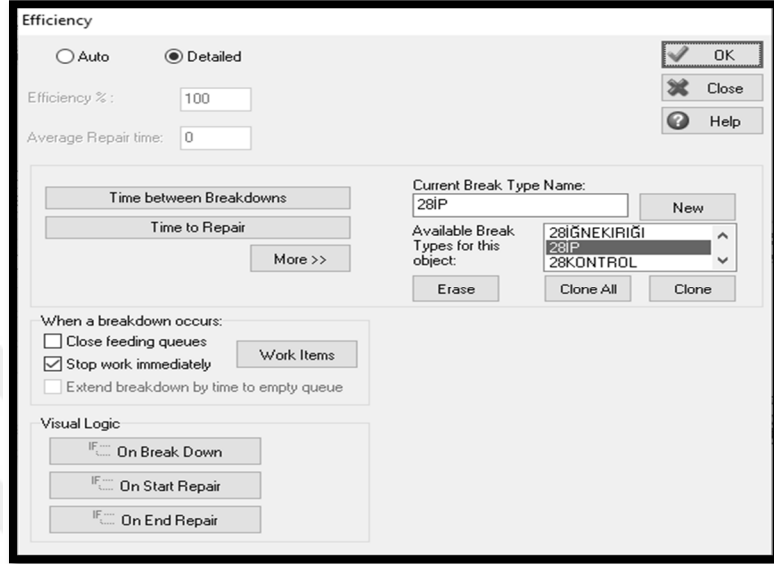 Efficiency
Auto
Detailed
OK
Efficiency % :
100
Close
Average Repair time:
0
Help
Time between Breakdowns
Time to Repair
More >>
Current Break Type Name:
28İP
New
Available Break
Types for this
object:
28İĞNEKIRIĞI
28İP
28KONTROL
Erase
Clone All
Clone
When a breakdown occurs:
Close feeding queues
Stop work immediately
Work Items
Extend breakdown by time to empty queue
Visual Logic
IF On Break Down
IF On Start Repair
IF On End Repair